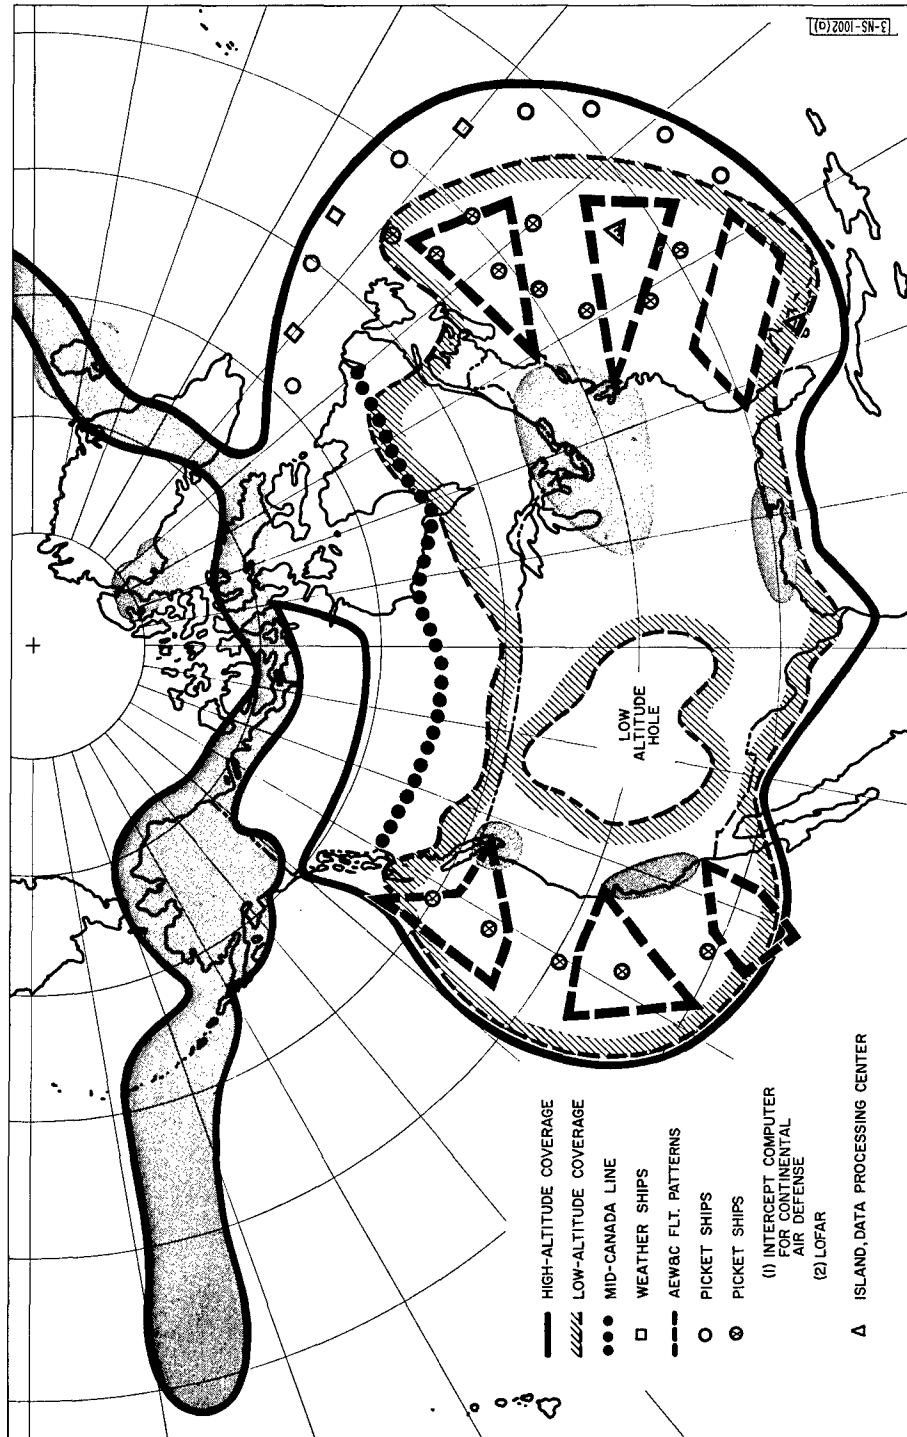 3-NS-1002(a)
LOW
ALTITUDE
HOLE
HIGH-ALTITUDE COVERAGE
LOW-ALTITUDE COVERAGE
MID-CANADA LINE
WEATHER SHIPS
AEW&C FLT. PATTERNS
PICKET SHIPS
PICKET SHIPS
(1) INTERCEPT COMPUTER
FOR CONTINENTAL
AIR DEFENSE
(2) LOFAR
ISLAND, DATA PROCESSING CENTER